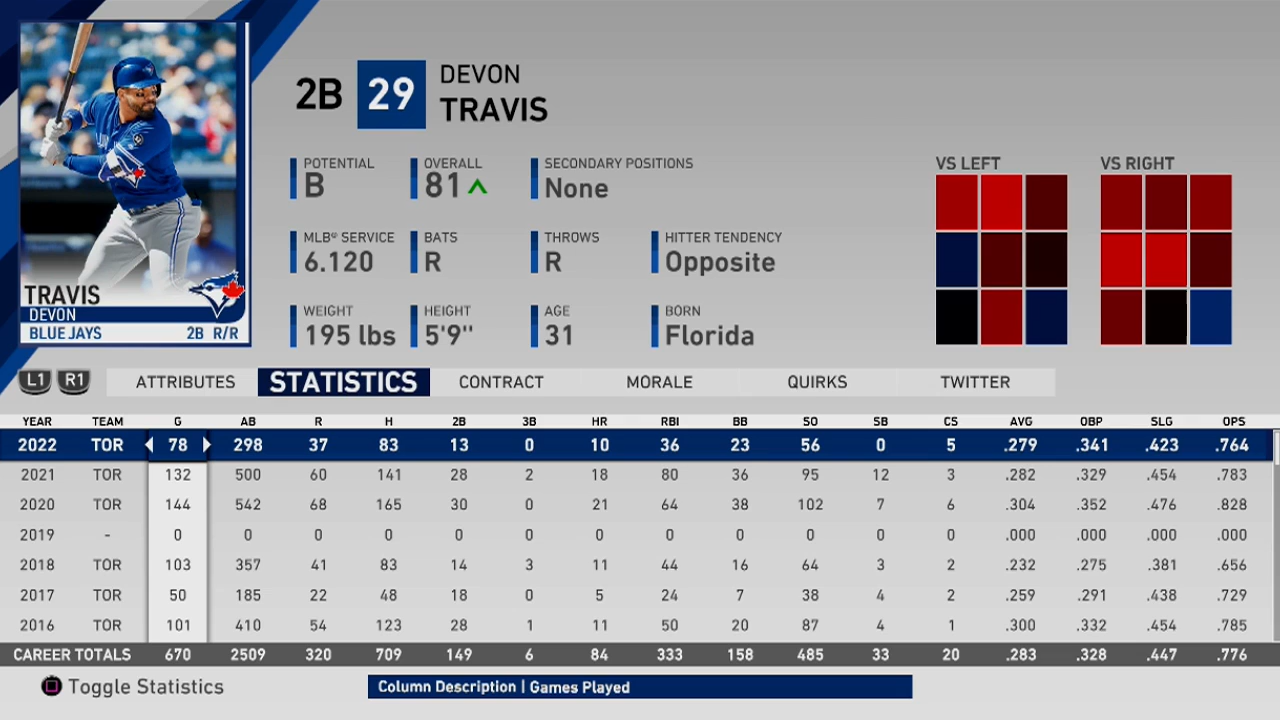 2B 29 DEVON
TRAVIS
POTENTIAL OVERALL SECONDARY POSITIONS VS LEFT VS RIGHT
B 81 None
MLB® SERVICE BATS THROWS HITTER TENDENCY
6.120 R R Opposite
WEIGHT HEIGHT AGE BORN
195 lbs 5'9" 31 Florida
TRAVIS
DEVON
BLUE JAYS 2B R/R
L1 R1 ATTRIBUTES STATISTICS CONTRACT MORALE QUIRKS TWITTER
YEAR TEAM G AB R H 2B 3B HR RBI BB SO SB CS AVG OBP SLG OPS
2022 TOR 78 298 37 83 13 0 10 36 23 56 0 5 .279 .341 .423 .764
2021 TOR 132 500 60 141 28 2 18 80 36 95 12 3 .282 .329 .454 .783
2020 TOR 144 542 68 165 30 0 21 64 38 102 7 6 .304 .352 .476 .828
2019 - 0 0 0 0 0 0 0 0 0 0 0 0 .000 .000 .000 .000
2018 TOR 103 357 41 83 14 3 11 44 16 64 3 2 .232 .275 .381 .656
2017 TOR 50 185 22 48 18 0 5 24 7 38 4 2 .259 .291 .438 .729
2016 TOR 101 410 54 123 28 1 11 50 20 87 4 1 .300 .332 .454 .785
CAREER TOTALS 670 2509 320 709 149 6 84 333 158 485 33 20 .283 .328 .447 .776
Toggle Statistics Column Description | Games Played